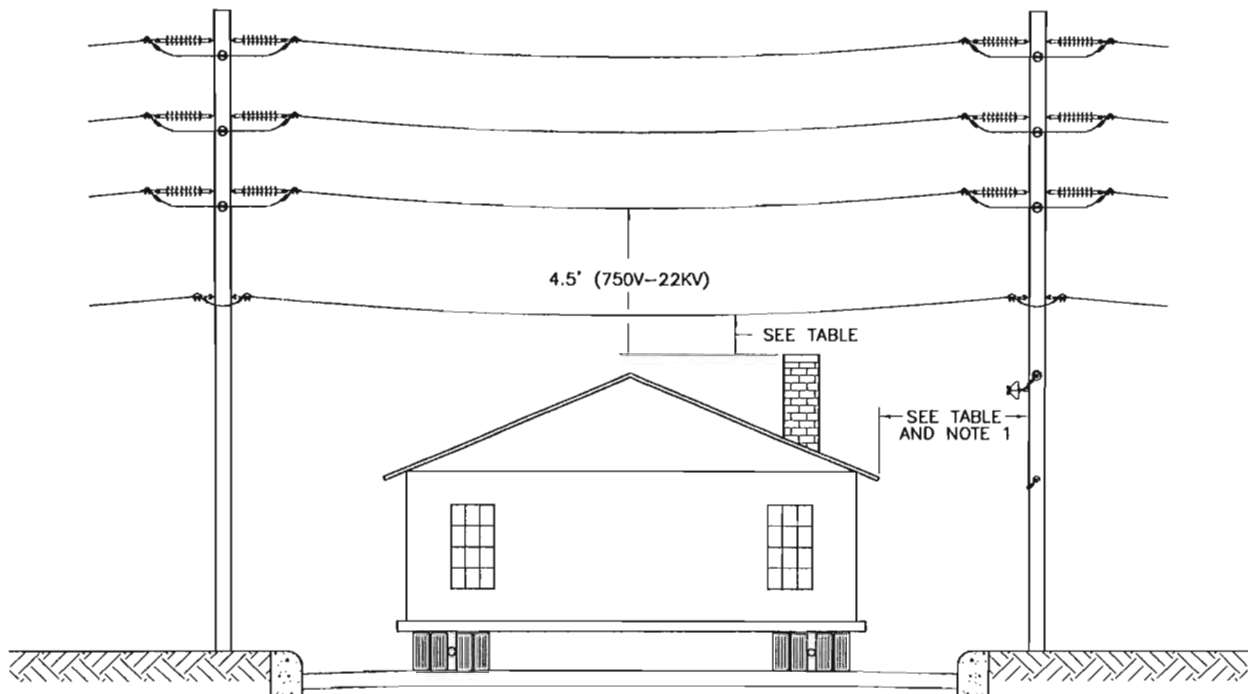 4.5' (750V–22KV)
SEE TABLE
SEE TABLE
AND NOTE 1